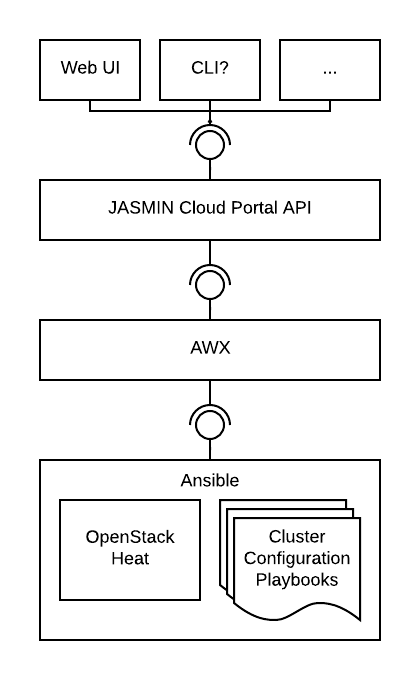 Web UI
CLI?
...
JASMIN Cloud Portal API
AWX
Ansible
OpenStack
Heat
Cluster
Configuration
Playbooks